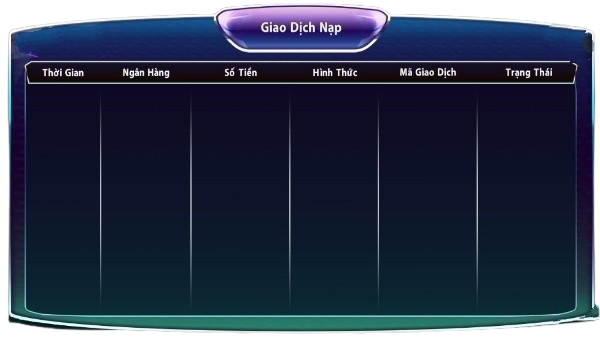 Giao Dịch Nạp
Thời Gian Ngân Hàng Số Tiền Hình Thức Mã Giao Dịch Trạng Thái